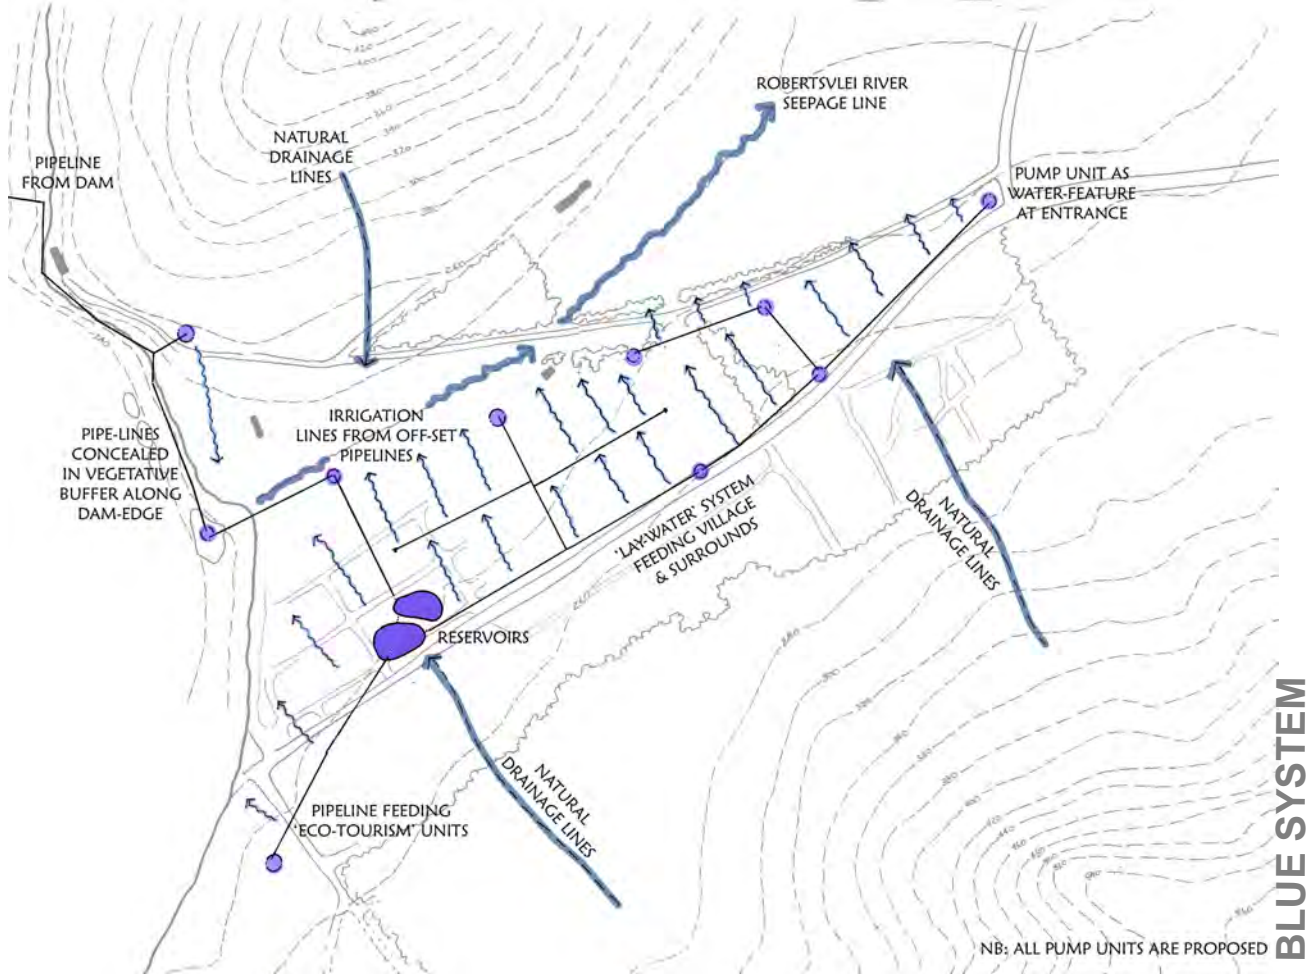 ROBERTSVLEI RIVER
SEEPAGE LINE
NATURAL
DRAINAGE
LINES
PIPELINE
FROM DAM
PUMP UNIT AS
WATER-FEATURE
AT ENTRANCE
IRRIGATION
LINES FROM OFF-SET
PIPELINES
PIPE-LINES
CONCEALED
IN VEGETATIVE
BUFFER ALONG
DAM-EDGE
'LAY-WATER' SYSTEM
FEEDING VILLAGE
& SURROUNDS
NATURAL
DRAINAGE LINES
RESERVOIRS
NATURAL
DRAINAGE LINES
PIPELINE FEEDING
'ECO-TOURISM' UNITS
NB: ALL PUMP UNITS ARE PROPOSED
BLUE SYSTEM